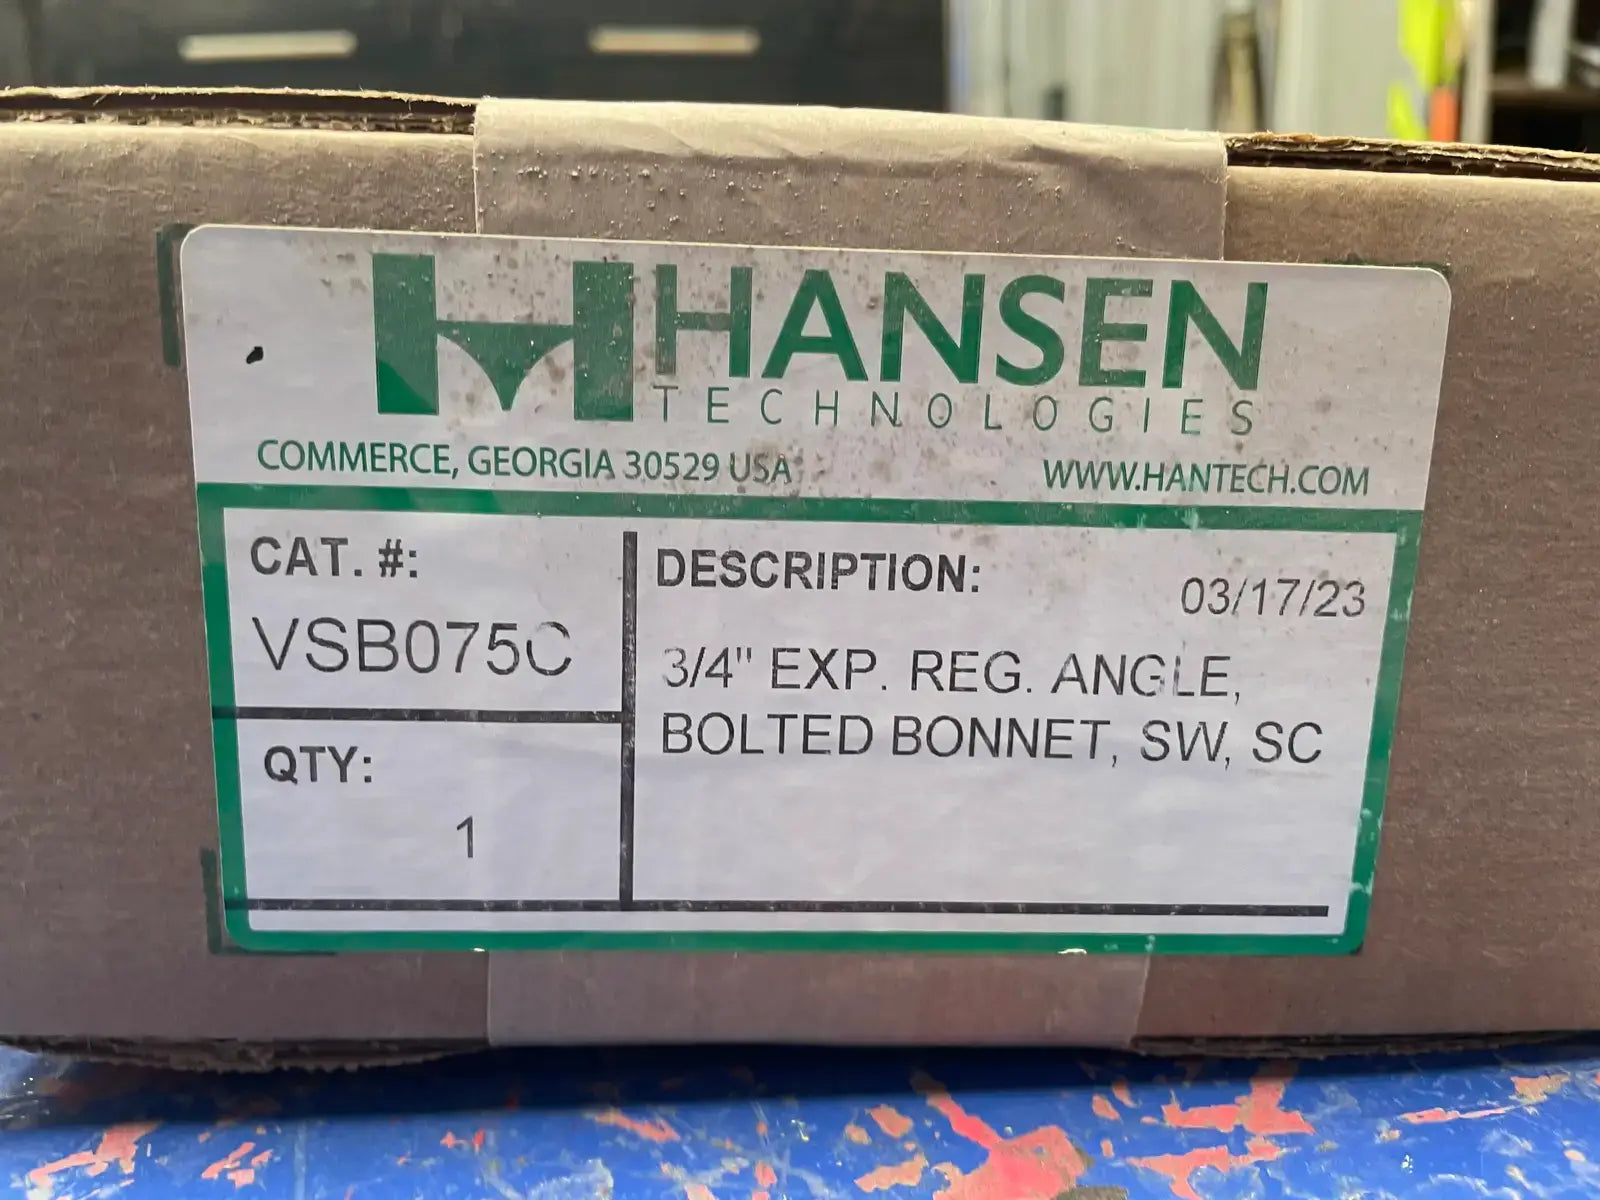 HANSEN
TECHNOLOGIES
COMMERCE, GEORGIA 30529 USA
WWW.HANTECH.COM
CAT. #:
VSB075C
QTY:
1
DESCRIPTION:
03/17/23
3/4" EXP. REG. ANGLE,
BOLTED BONNET, SW, SC